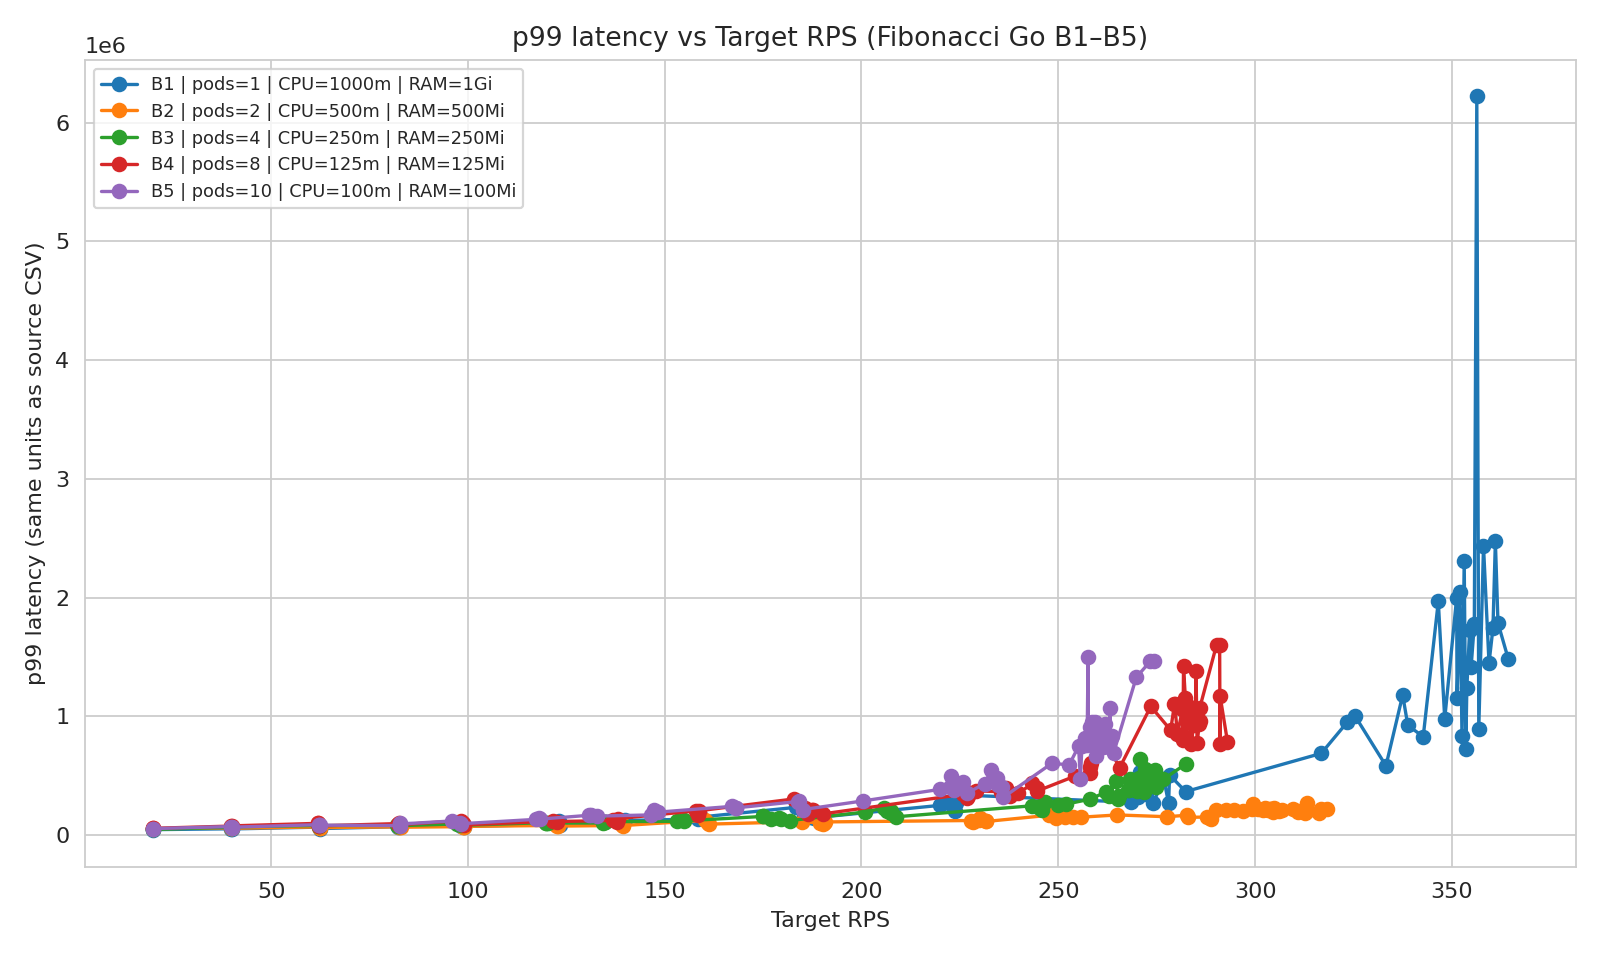 p99 latency vs Target RPS (Fibonacci Go B1–B5)
1e6
B1 | pods=1 | CPU=1000m | RAM=1Gi
B2 | pods=2 | CPU=500m | RAM=500Mi
B3 | pods=4 | CPU=250m | RAM=250Mi
B4 | pods=8 | CPU=125m | RAM=125Mi
B5 | pods=10 | CPU=100m | RAM=100Mi
p99 latency (same units as source CSV)
6
5
4
3
2
1
0
50 100 150 200 250 300 350
Target RPS